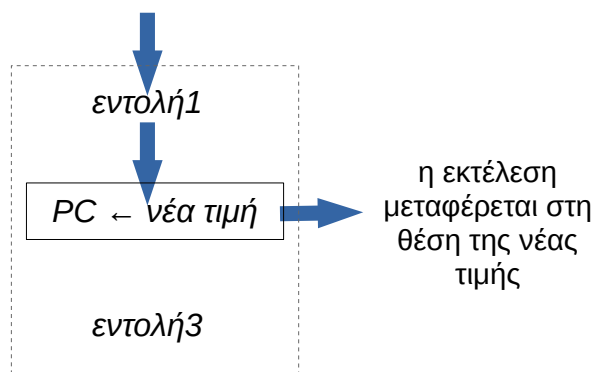 εντολή1
PC ← νέα τιμή
η εκτέλεση
μεταφέρεται στη
θέση της νέας
τιμής
εντολή3